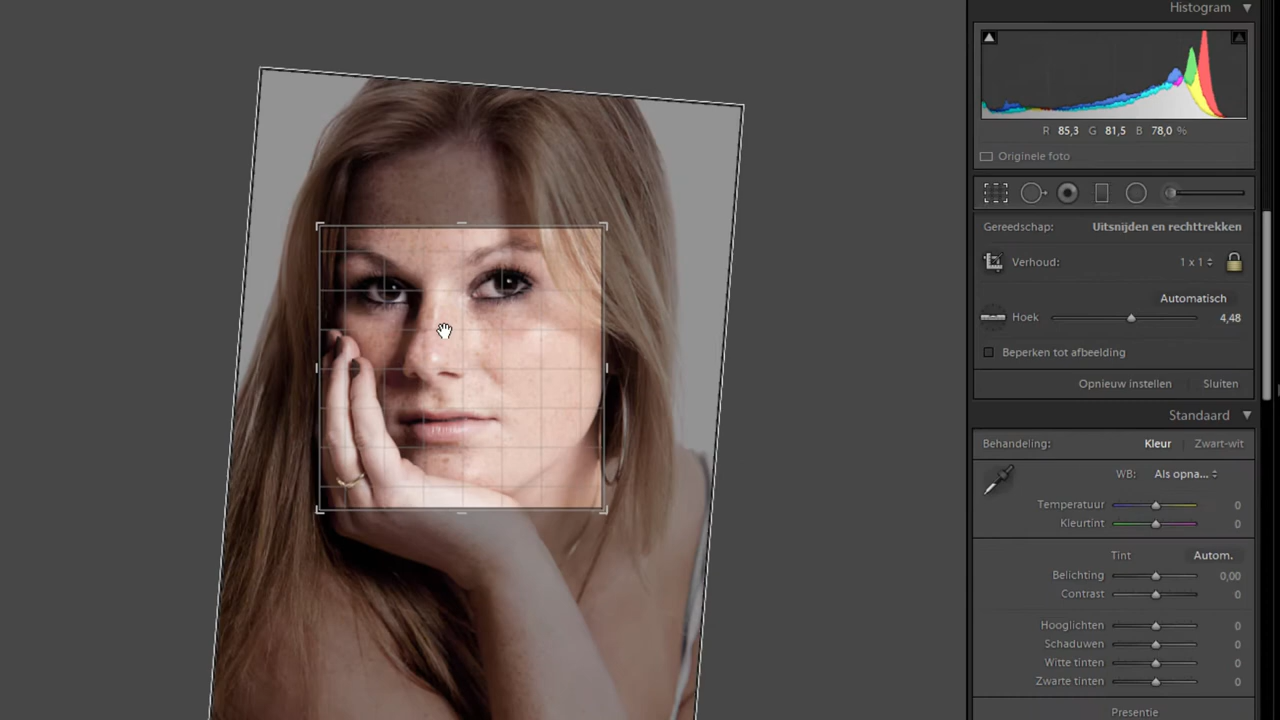 Histogram
R 85,3 G 81,5 B 78,0 %
Originele foto
Gereedschap: Uitsnijden en rechttrekken
Verhoud: 1 x 1
Automatisch
Hoek 4,48
Beperken tot afbeelding
Opnieuw instellen Sluiten
Standaard
Behandeling: Kleur Zwart-wit
WB: Als opna...
Temperatuur 0
Kleurtint 0
Tint Autom.
Belichting 0,00
Contrast 0
Hooglichten 0
Schaduwen 0
Witte tinten 0
Zwarte tinten 0
Presentie